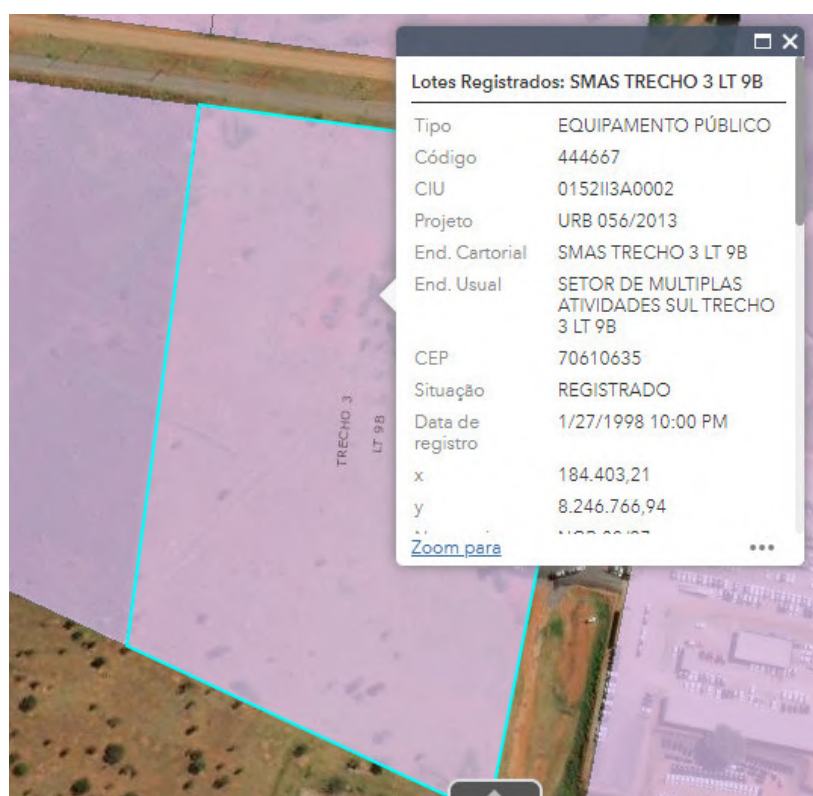 Lotes Registrados: SMAS TRECHO 3 LT 9B
Tipo EQUIPAMENTO PÚBLICO
Código 444667
CIU 0152II3A0002
Projeto URB 056/2013
End. Cartorial SMAS TRECHO 3 LT 9B
End. Usual SETOR DE MULTIPLAS
ATIVIDADES SUL TRECHO
3 LT 9B
CEP 70610635
Situação REGISTRADO
Data de 1/27/1998 10:00 PM
registro
x 184.403,21
y 8.246.766,94
Zoom para
TRECHO 3
LT 9B